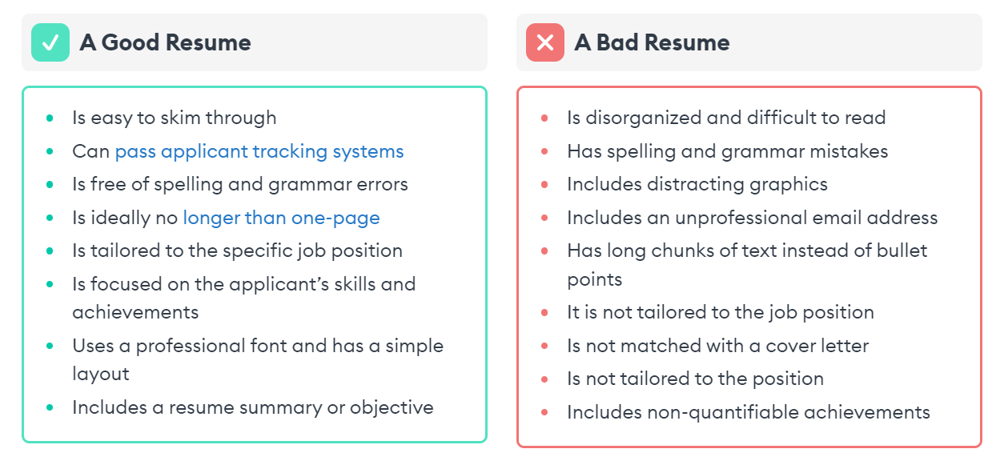 A Good Resume
Is easy to skim through
Can pass applicant tracking systems
Is free of spelling and grammar errors
Is ideally no longer than one-page
Is tailored to the specific job position
Is focused on the applicant’s skills and
achievements
Uses a professional font and has a simple
layout
Includes a resume summary or objective
A Bad Resume
Is disorganized and difficult to read
Has spelling and grammar mistakes
Includes distracting graphics
Includes an unprofessional email address
Has long chunks of text instead of bullet
points
It is not tailored to the job position
Is not matched with a cover letter
Is not tailored to the position
Includes non-quantifiable achievements